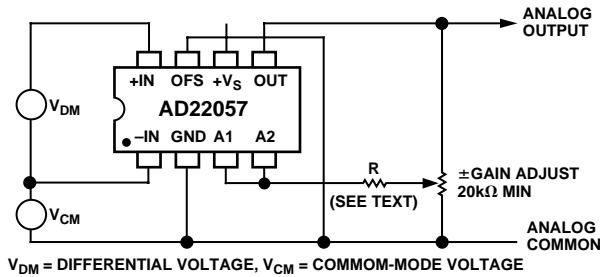 ANALOG
OUTPUT
+IN OFS +VS OUT
AD22057
VDM
–IN GND A1 A2
R
(SEE TEXT)
±GAIN ADJUST
20kΩ MIN
VCM
ANALOG
COMMON
VDM = DIFFERENTIAL VOLTAGE, VCM = COMMOM-MODE VOLTAGE